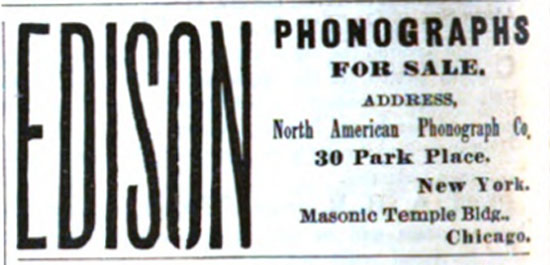 EDISON
PHONOGRAPHS
FOR SALE.
ADDRESS,
North American Phonograph Co.
30 Park Place.
New York.
Masonic Temple Bldg.,
Chicago.